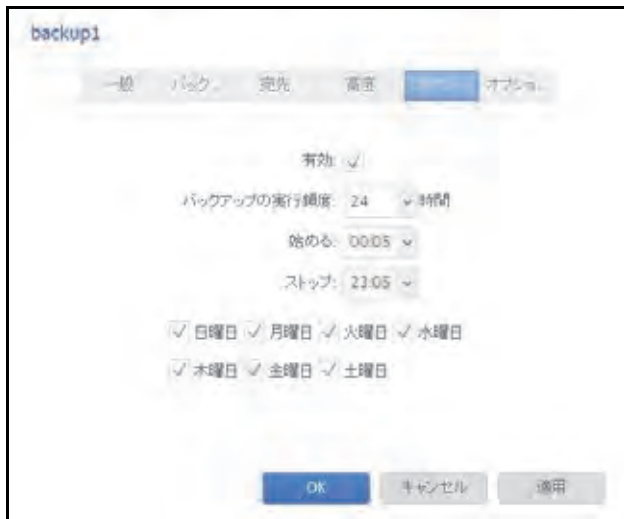 backup1
一般 バック... 宛先 高度 オプショ...
有効: 
バックアップの実行頻度: 24 時間
始める: 00:05
ストップ: 23:05
日曜日 月曜日 火曜日 水曜日
木曜日 金曜日 土曜日
OK キャンセル 適用